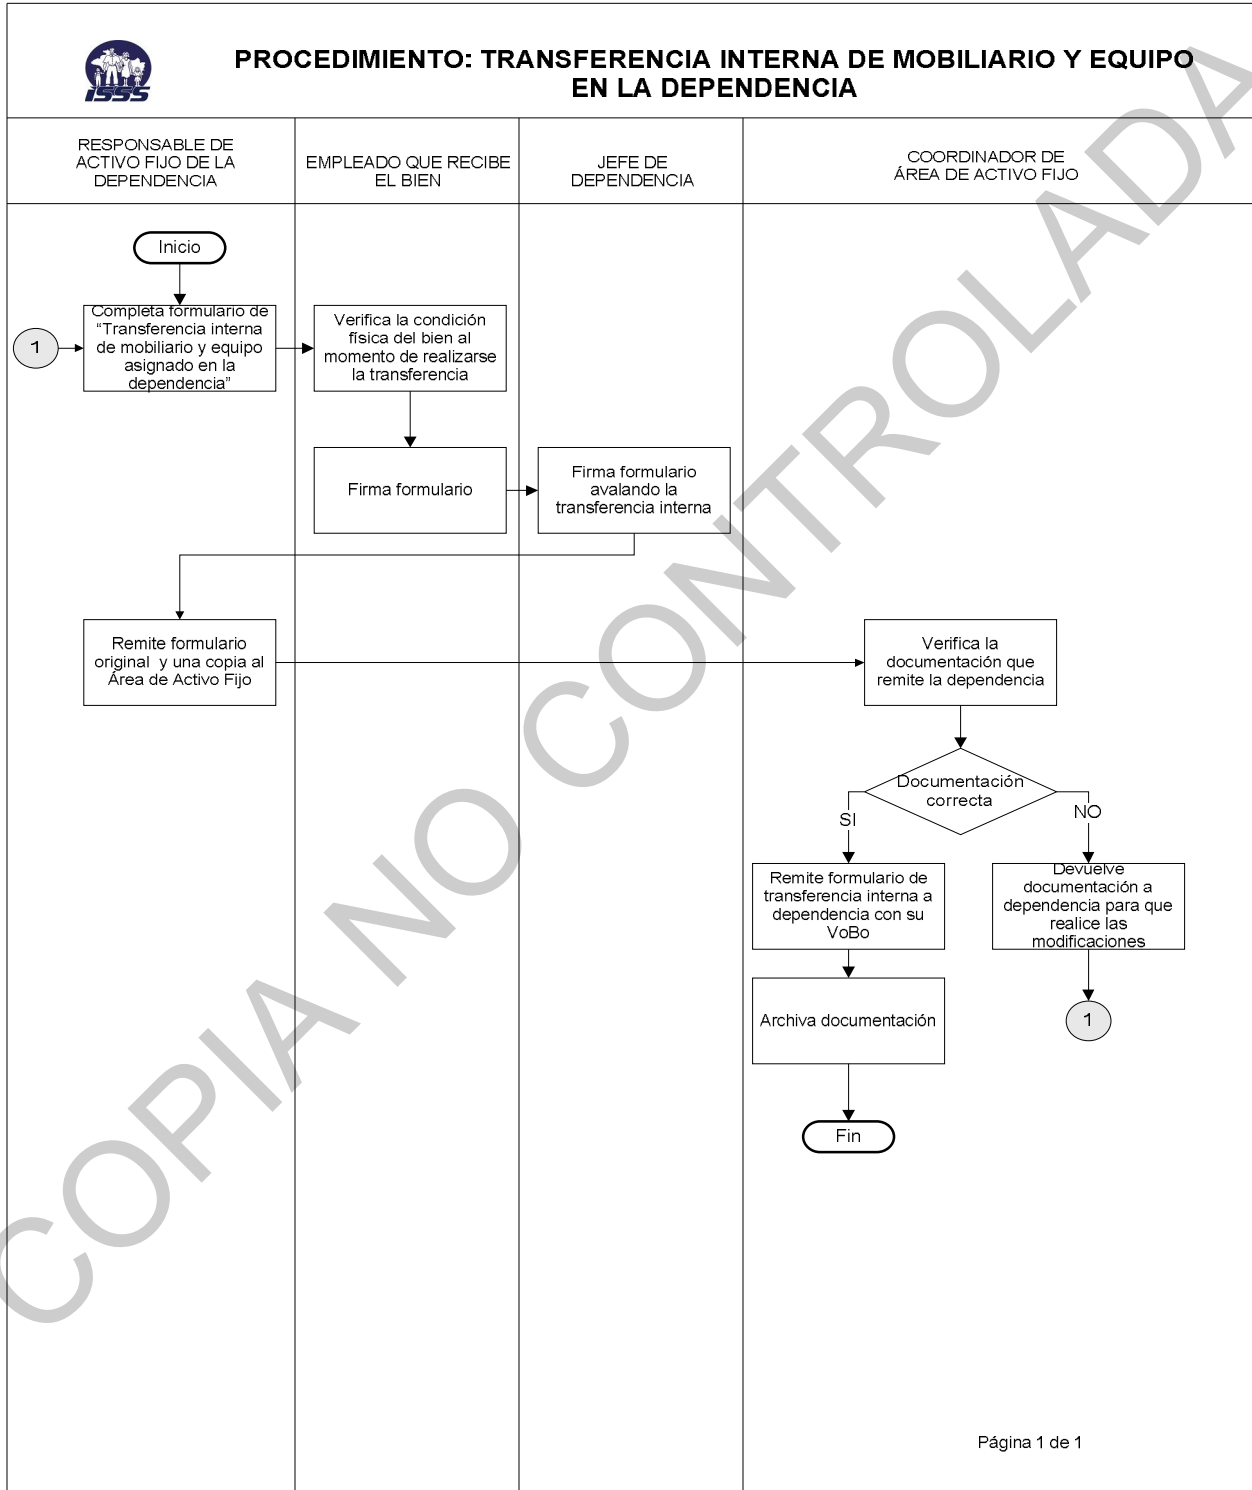 ISSS
PROCEDIMIENTO: TRANSFERENCIA INTERNA DE MOBILIARIO Y EQUIPO
EN LA DEPENDENCIA
RESPONSABLE DE
ACTIVO FIJO DE LA
DEPENDENCIA
EMPLEADO QUE RECIBE
EL BIEN
JEFE DE
DEPENDENCIA
COORDINADOR DE
ÁREA DE ACTIVO FIJO
Inicio
1
Completa formulario de
“Transferencia interna
de mobiliario y equipo
asignado en la
dependencia”
Verifica la condición
física del bien al
momento de realizarse
la transferencia
Firma formulario
Firma formulario
avalando la
transferencia interna
Remite formulario
original y una copia al
Área de Activo Fijo
Verifica la
documentación que
remite la dependencia
Documentación
correcta
SI
NO
Remite formulario de
transferencia interna a
dependencia con su
VoBo
Devuelve
documentación a
dependencia para que
realice las
modificaciones
Archiva documentación
1
Fin
Página 1 de 1
COPIA NO CONTROLADA